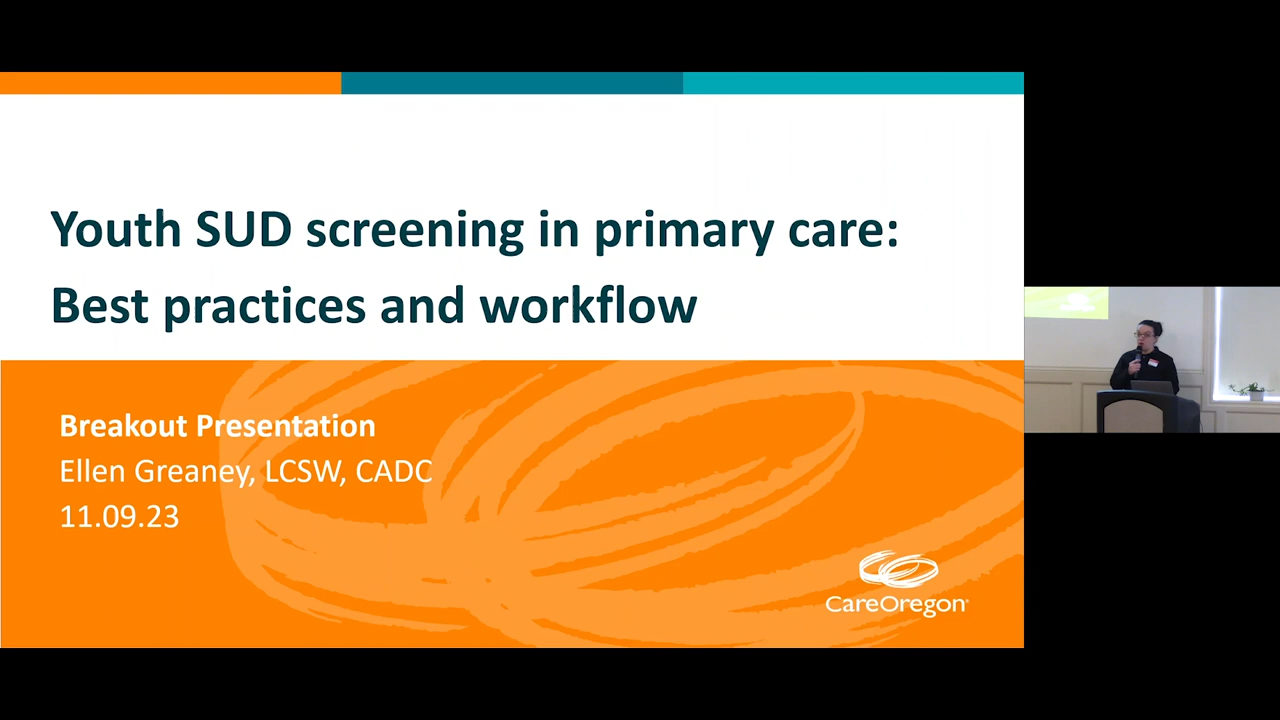 Youth SUD screening in primary care:
Best practices and workflow
Breakout Presentation
Ellen Greaney, LCSW, CADC
11.09.23
CareOregon®